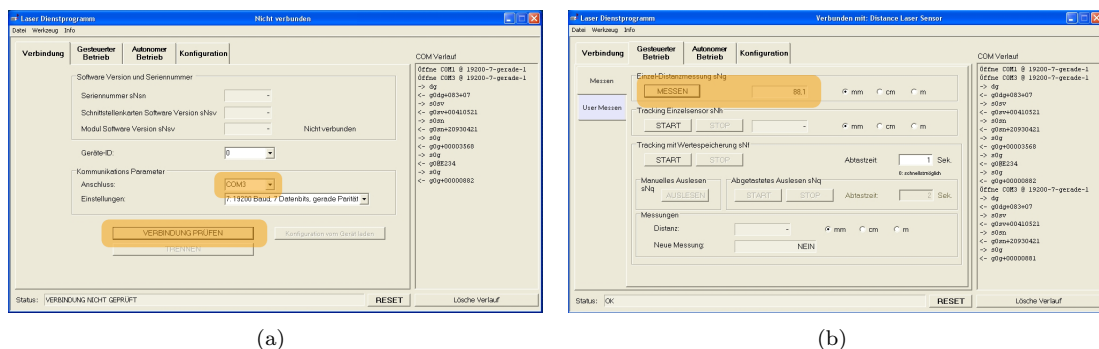 Laser Dienstprogramm Nicht verbunden
Datei Werkzeug Info
Verbindung
Gesteuerter Betrieb
Autonomer Betrieb
Konfiguration
Software Version und Seriennummer
Seriennummer sNsn -
Schnittstellenkarten Software Version sNsv -
Modul Software Version sNsv - Nicht verbunden
Geräte-ID: 0
Kommunikations Parameter
Anschluss: COM3
Einstellungen: 7: 19200 Baud, 7 Datenbits, gerade Parität
VERBINDUNG PRÜFEN
Konfiguration vom Gerät laden
TRENNEN
Status: VERBINDUNG NICHT GEPRÜFT
RESET
COM Verlauf
Öffne COM1 @ 19200-7-gerade-1
Öffne COM3 @ 19200-7-gerade-1
-> dg
<- g0dg+083+07
-> s0sv
<- g0sv+00410521
-> s0sn
<- g0sn+20930421
-> s0g
<- g0g+00003568
-> s0g
<- g0@E234
-> s0g
<- g0g+00000882
Lösche Verlauf
(a)
Laser Dienstprogramm Verbunden mit: Distance Laser Sensor
Datei Werkzeug Info
Verbindung
Gesteuerter Betrieb
Autonomer Betrieb
Konfiguration
Messen
User Messen
Einzel-Distanzmessung sNg
MESSEN 88,1 mm cm m
Tracking Einzelsensor sNh
START STOP - mm cm m
Tracking mit Wertespeicherung sNf
START STOP Abtastzeit 1 Sek.
0: schnellstmöglich
Manuelles Auslesen sNq
AUSLESEN
Abgetastetes Auslesen sNq
START STOP Abtastzeit: 2 Sek.
Messungen
Distanz: - mm cm m
Neue Messung: NEIN
Status: OK
RESET
COM Verlauf
Öffne COM1 @ 19200-7-gerade-1
Öffne COM3 @ 19200-7-gerade-1
-> dg
<- g0dg+083+07
-> s0sv
<- g0sv+00410521
-> s0sn
<- g0sn+20930421
-> s0g
<- g0g+00003568
-> s0g
<- g0@E234
-> s0g
<- g0g+00000882
Öffne COM3 @ 19200-7-gerade-1
-> dg
<- g0dg+083+07
-> s0sv
<- g0sv+00410521
-> s0sn
<- g0sn+20930421
-> s0g
<- g0g+00000881
Lösche Verlauf
(b)